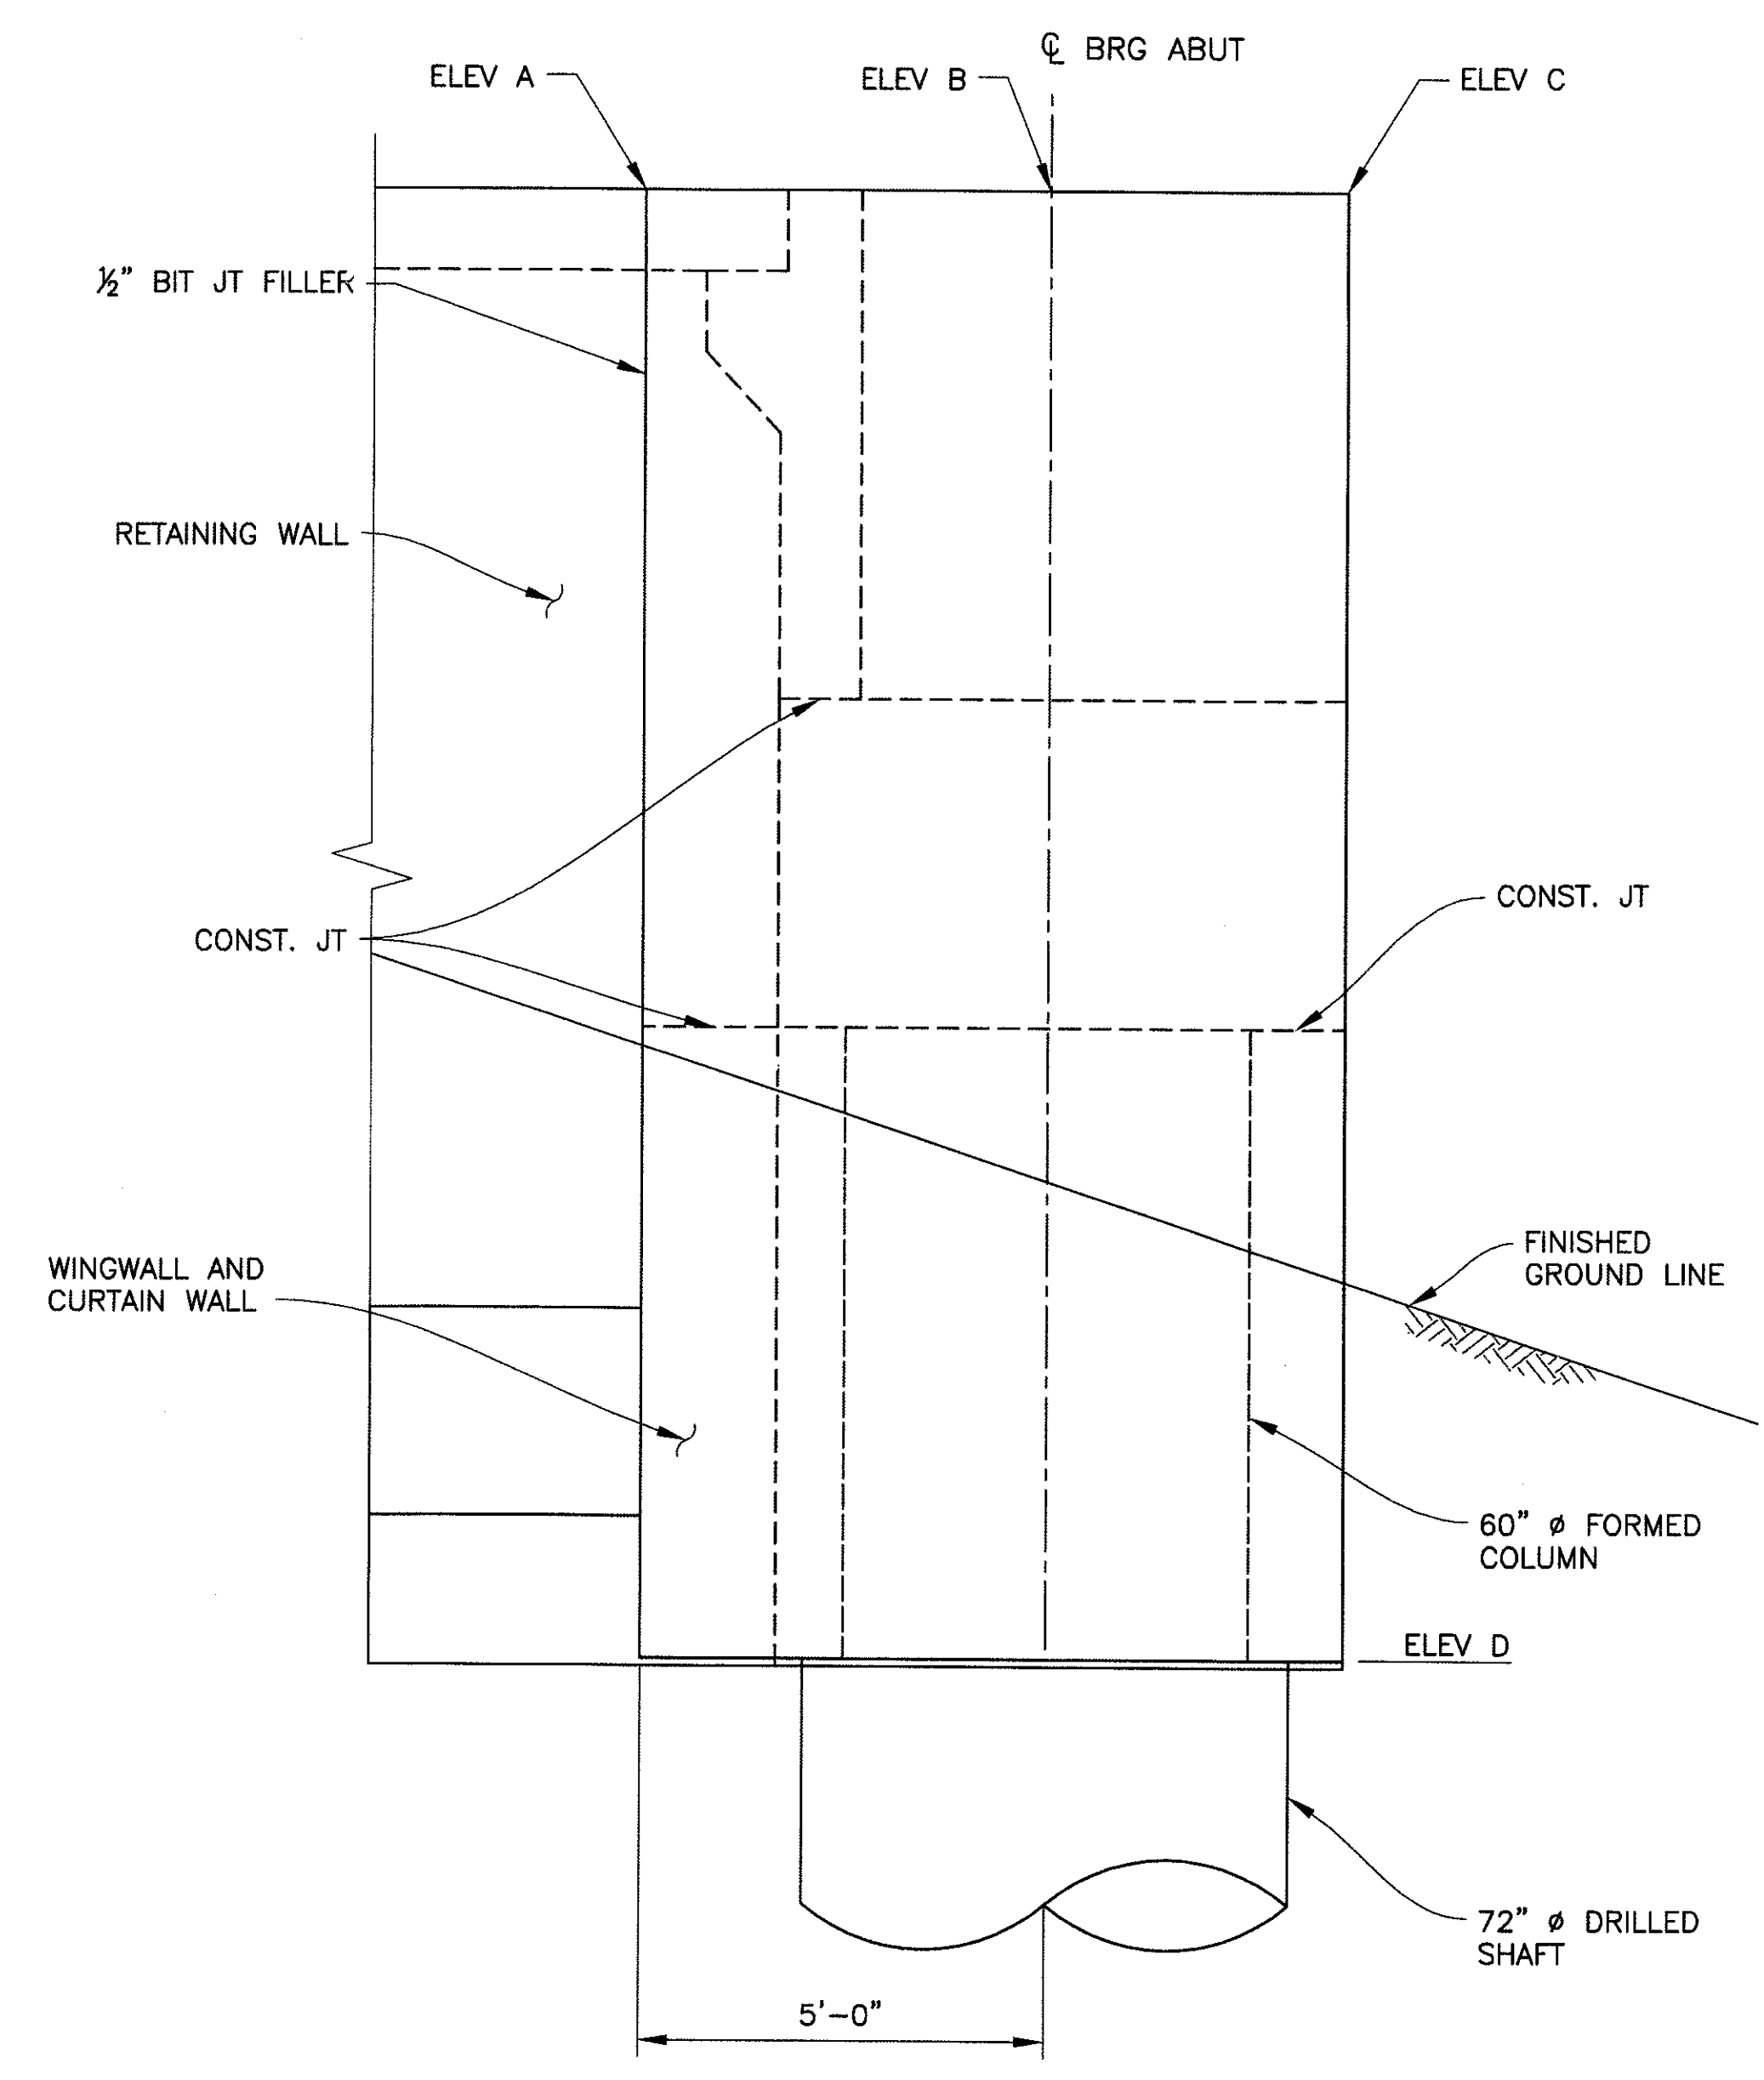 ℄ BRG ABUT
ELEV A
ELEV B
ELEV C
½" BIT JT FILLER
RETAINING WALL
CONST. JT
CONST. JT
WINGWALL AND
CURTAIN WALL
FINISHED
GROUND LINE
60" ø FORMED
COLUMN
ELEV D
72" ø DRILLED
SHAFT
5'-0"